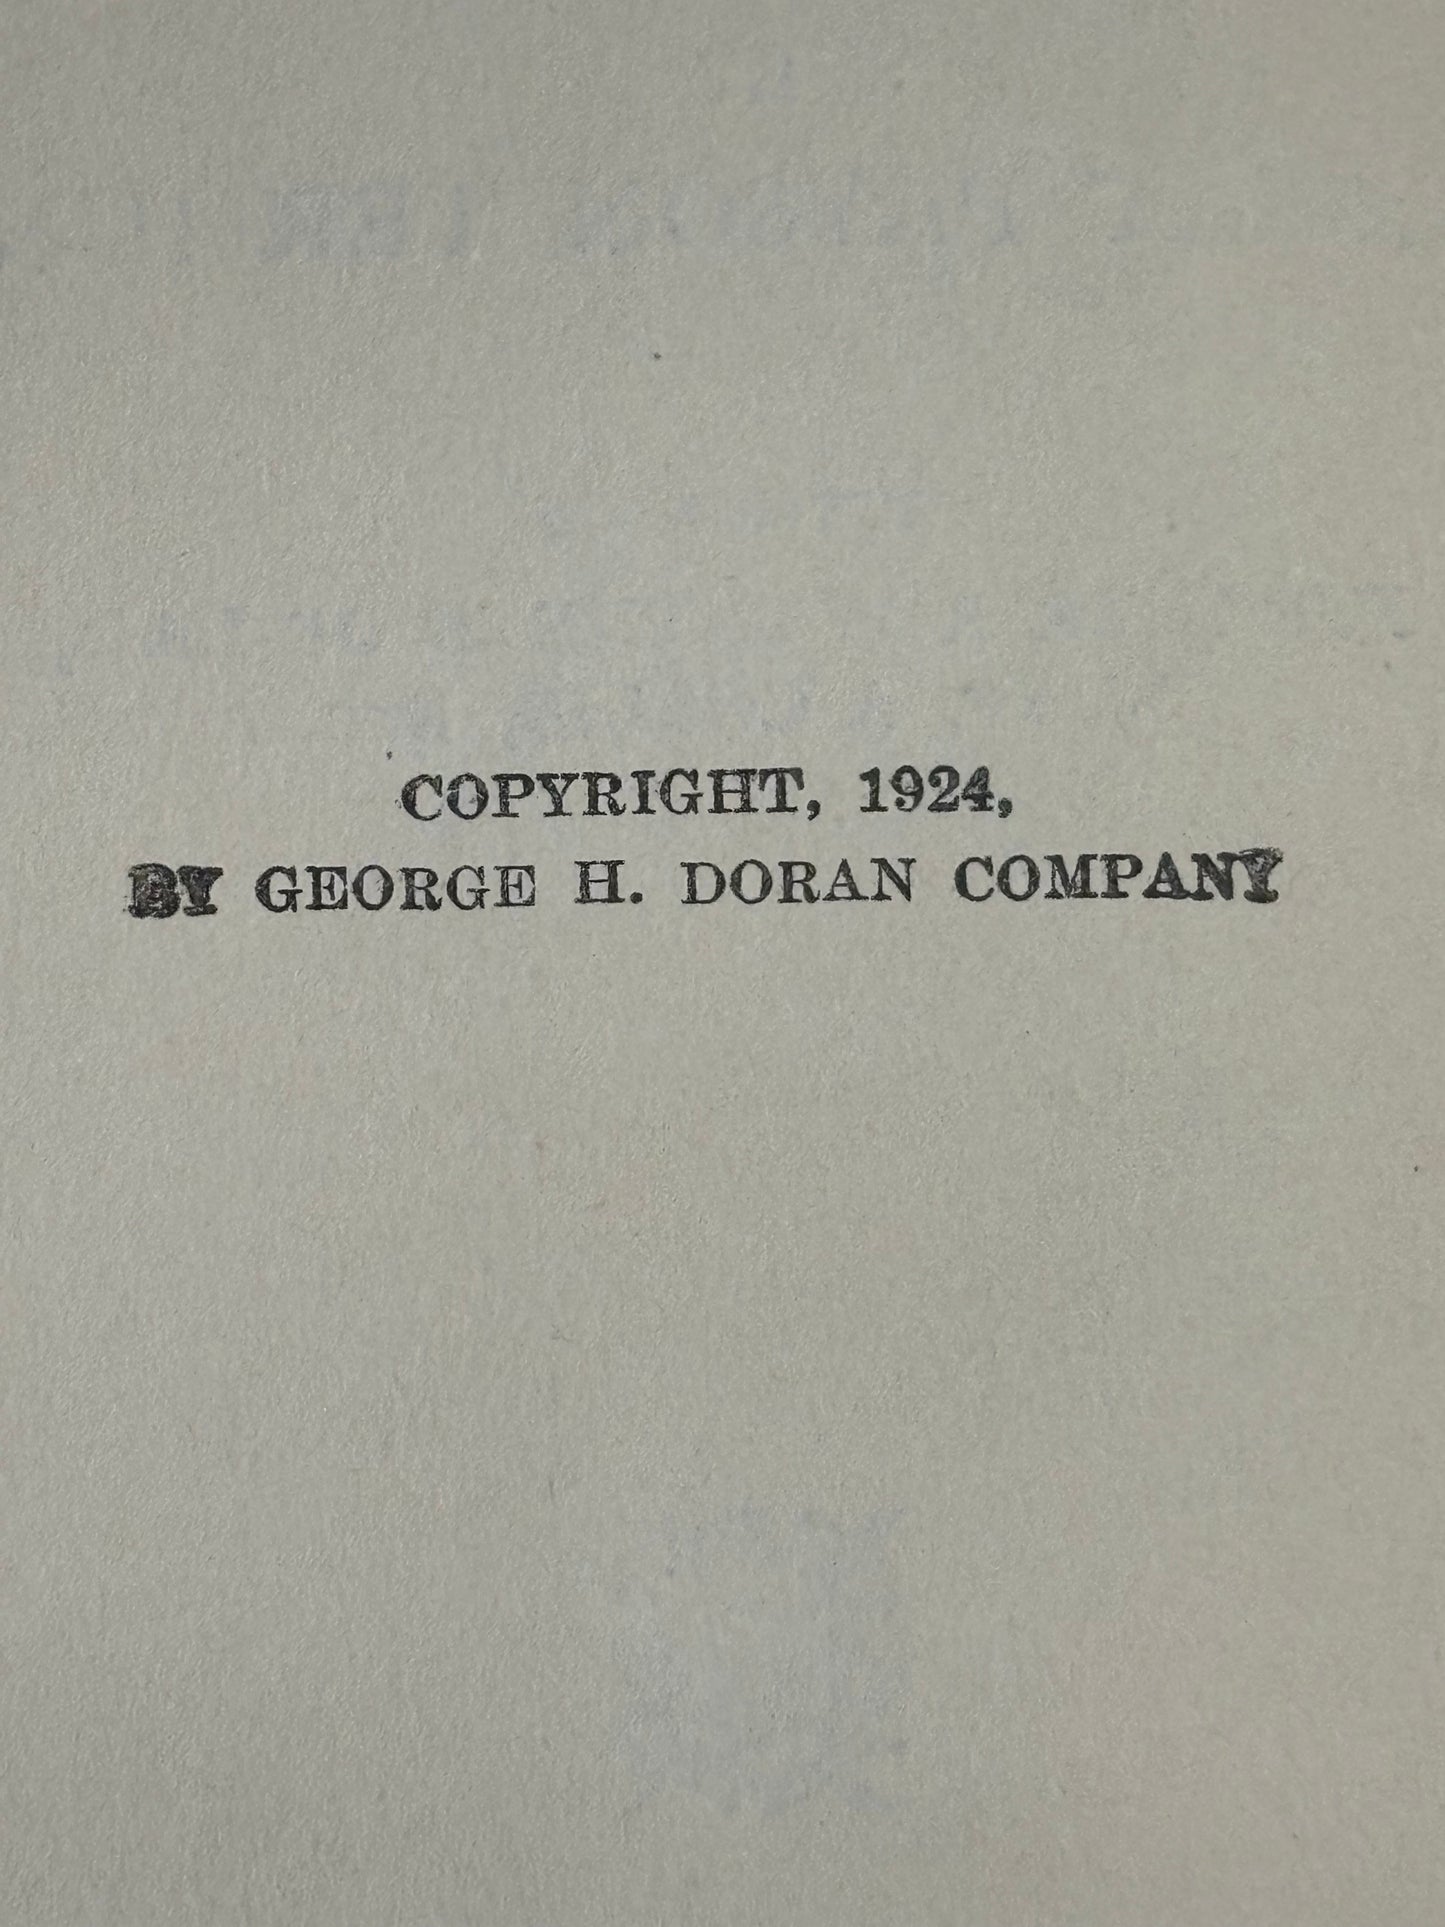 COPYRIGHT, 1924,
BY GEORGE H. DORAN COMPANY